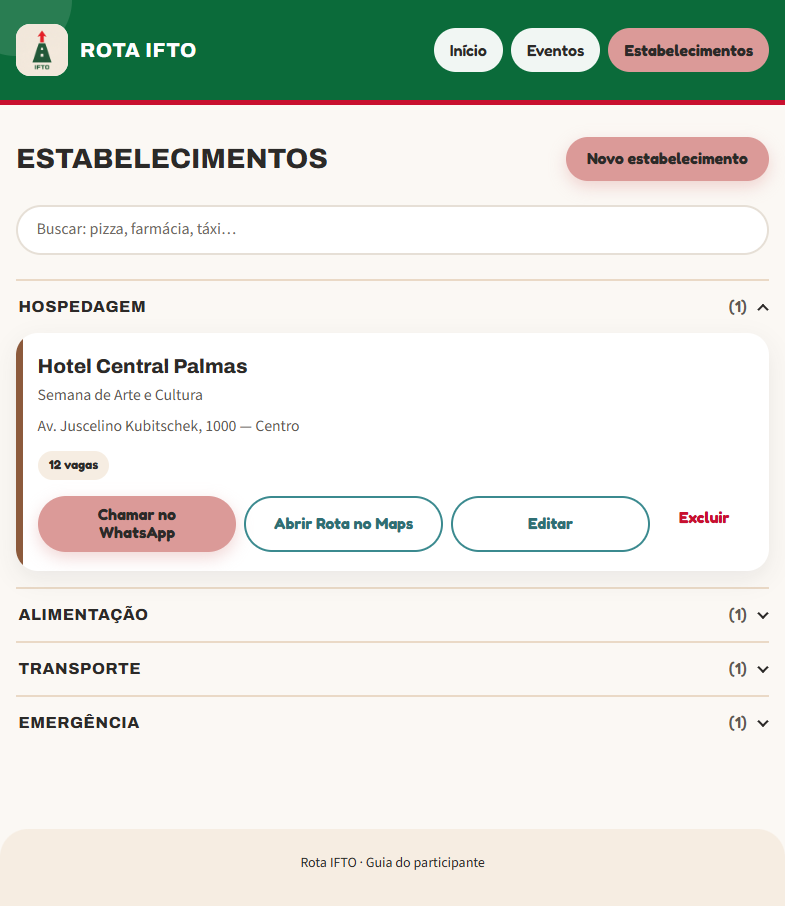 IFTO
ROTA IFTO
Início
Eventos
Estabelecimentos
ESTABELECIMENTOS
Novo estabelecimento
Buscar: pizza, farmácia, táxi…
HOSPEDAGEM
(1)
Hotel Central Palmas
Semana de Arte e Cultura
Av. Juscelino Kubitschek, 1000 — Centro
12 vagas
Chamar no
WhatsApp
Abrir Rota no Maps
Editar
Excluir
ALIMENTAÇÃO
(1)
TRANSPORTE
(1)
EMERGÊNCIA
(1)
Rota IFTO · Guia do participante